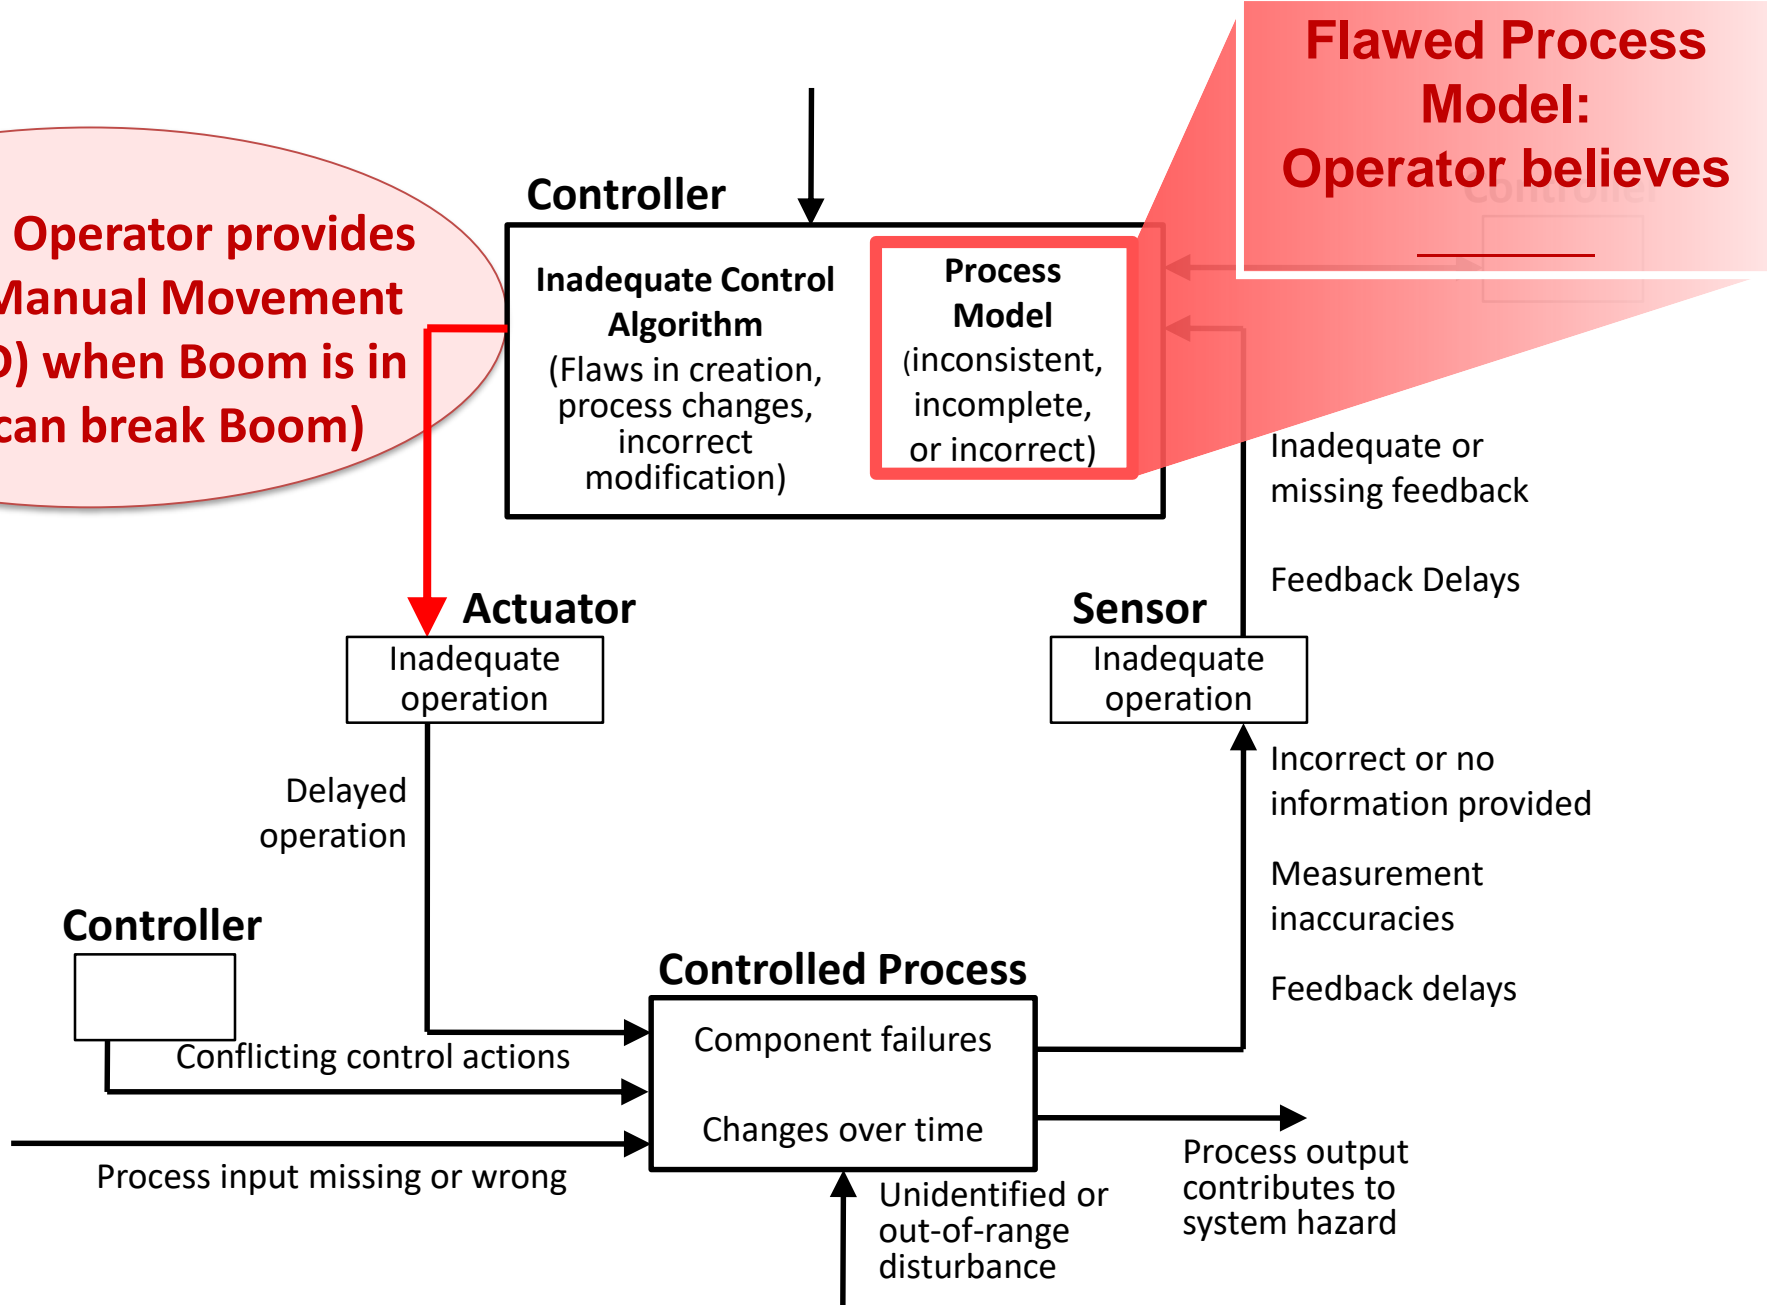 Flawed Process
Model:
Operator believes
Controller
Controller
Operator provides
Manual Movement
) when Boom is in
can break Boom)
Inadequate Control
Algorithm
(Flaws in creation,
process changes,
incorrect
modification)
Process
Model
(inconsistent,
incomplete,
or incorrect)
Inadequate or
missing feedback
Feedback Delays
Actuator
Inadequate
operation
Sensor
Inadequate
operation
Delayed
operation
Incorrect or no
information provided
Measurement
inaccuracies
Feedback delays
Controller
Controlled Process
Component failures
Changes over time
Conflicting control actions
Process input missing or wrong
Unidentified or
out-of-range
disturbance
Process output
contributes to
system hazard